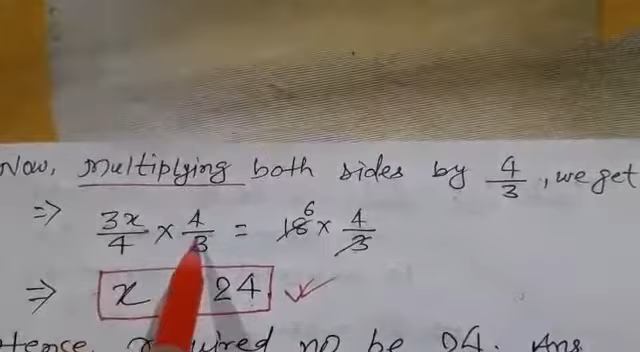 Now, multiplying both sides by 4/3, we get
⇒ 3x/4 × 4/3 = 18 6 × 4/3
⇒ x 24 ✓
Hence, no be 24. Ans